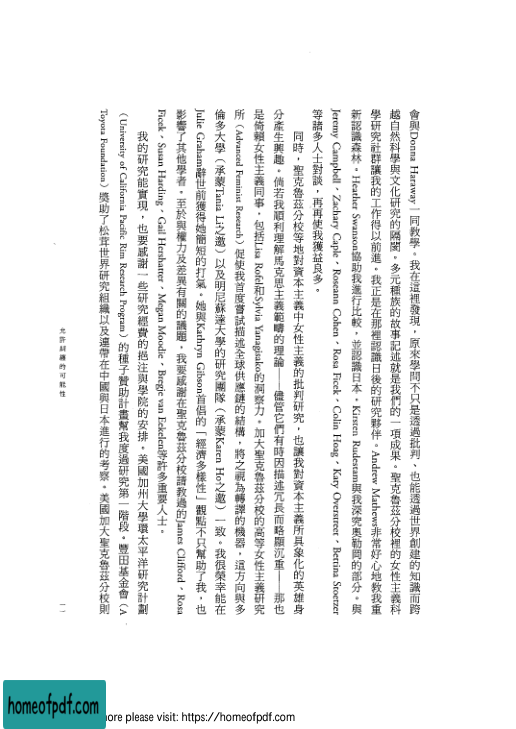 會與Donna Haraway一同教學。我在這裡發現，原來學問不只是透過批判，也能透過世界創建的知識而跨
越自然科學與文化研究的隔閡。多元種族的故事記述就是我們的一項成果。聖克魯茲分校裡的女性主義科
學研究社群讓我的工作得以前進。我正是在那裡認識日後的研究夥伴。Andrew Mathews非常好心地教我重
新認識森林。Heather Swanson協助我進行比較，並認識日本。Kirsten Rudestam與我深究奧勒岡的部分。與
Jeremy Campbell、Zachary Caple、Roseann Cohen、Rosa Ficek、Colin Hoag、Katy Overstreet、Bettina Stoetzer
等諸多人士對談，再再使我獲益良多。
同時，聖克魯茲分校等地對資本主義中女性主義的批判研究，也讓我對資本主義所具象化的英雄身
分產生興趣。倘若我順利理解馬克思主義範疇的理論——儘管它們有時因描述冗長而略顯沉重——那也
是倚賴女性主義同事，包括Lisa Rofel和Sylvia Yanagisako的洞察力。加大聖克魯茲分校的高等女性主義研究
所（Advanced Feminist Research）促使我首度嘗試描述全球供應鏈的結構，將之視為轉譯的機器，這方向與多
倫多大學（承蒙Tania Li之邀）以及明尼蘇達大學的研究團隊（承蒙Karen Ho之邀）一致。我很榮幸能在
Julie Graham辭世前獲得她簡短的打氣。她與Kathryn Gibson首倡的「經濟多樣性」觀點不只幫助了我，也
影響了其他學者。至於與權力及差異有關的議題，我要感謝在聖克魯茲分校請教過的James Clifford、Rosa
Ficek、Susan Harding、Gail Hershatter、Megan Moodie、Bregje van Eekelen等許多重要人士。
我的研究能實現，也要感謝一些研究經費的挹注與學院的安排。美國加州大學環太平洋研究計劃
（University of California Pacific Rim Research Program）的種子贊助計畫幫我度過研究第一階段。豐田基金會（A
Toyota Foundation）獎助了松茸世界研究組織以及連帶在中國與日本進行的考察。美國加大聖克魯茲分校則
允許糾纏的可能性
一一
homeofpdf.com
more please visit: https://homeofpdf.com